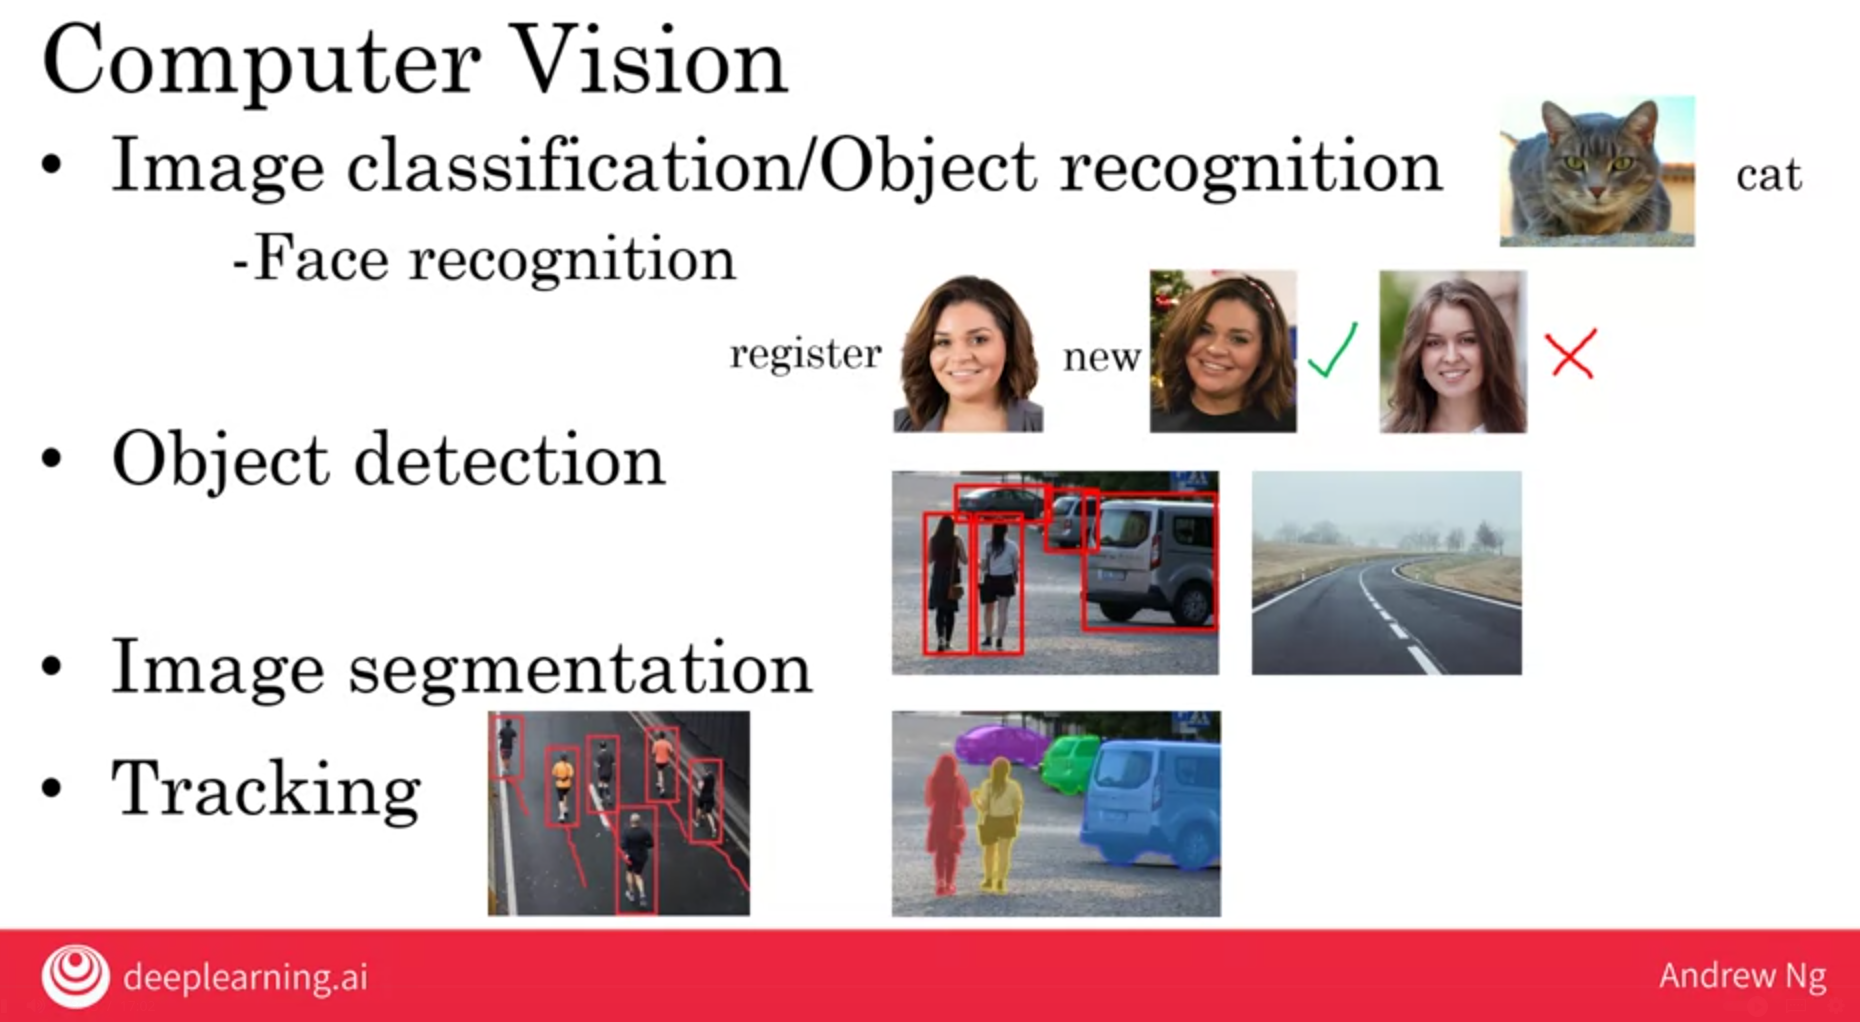 Computer Vision
• Image classification/Object recognition
cat
-Face recognition
register
new
• Object detection
• Image segmentation
• Tracking
deeplearning.ai
Andrew Ng